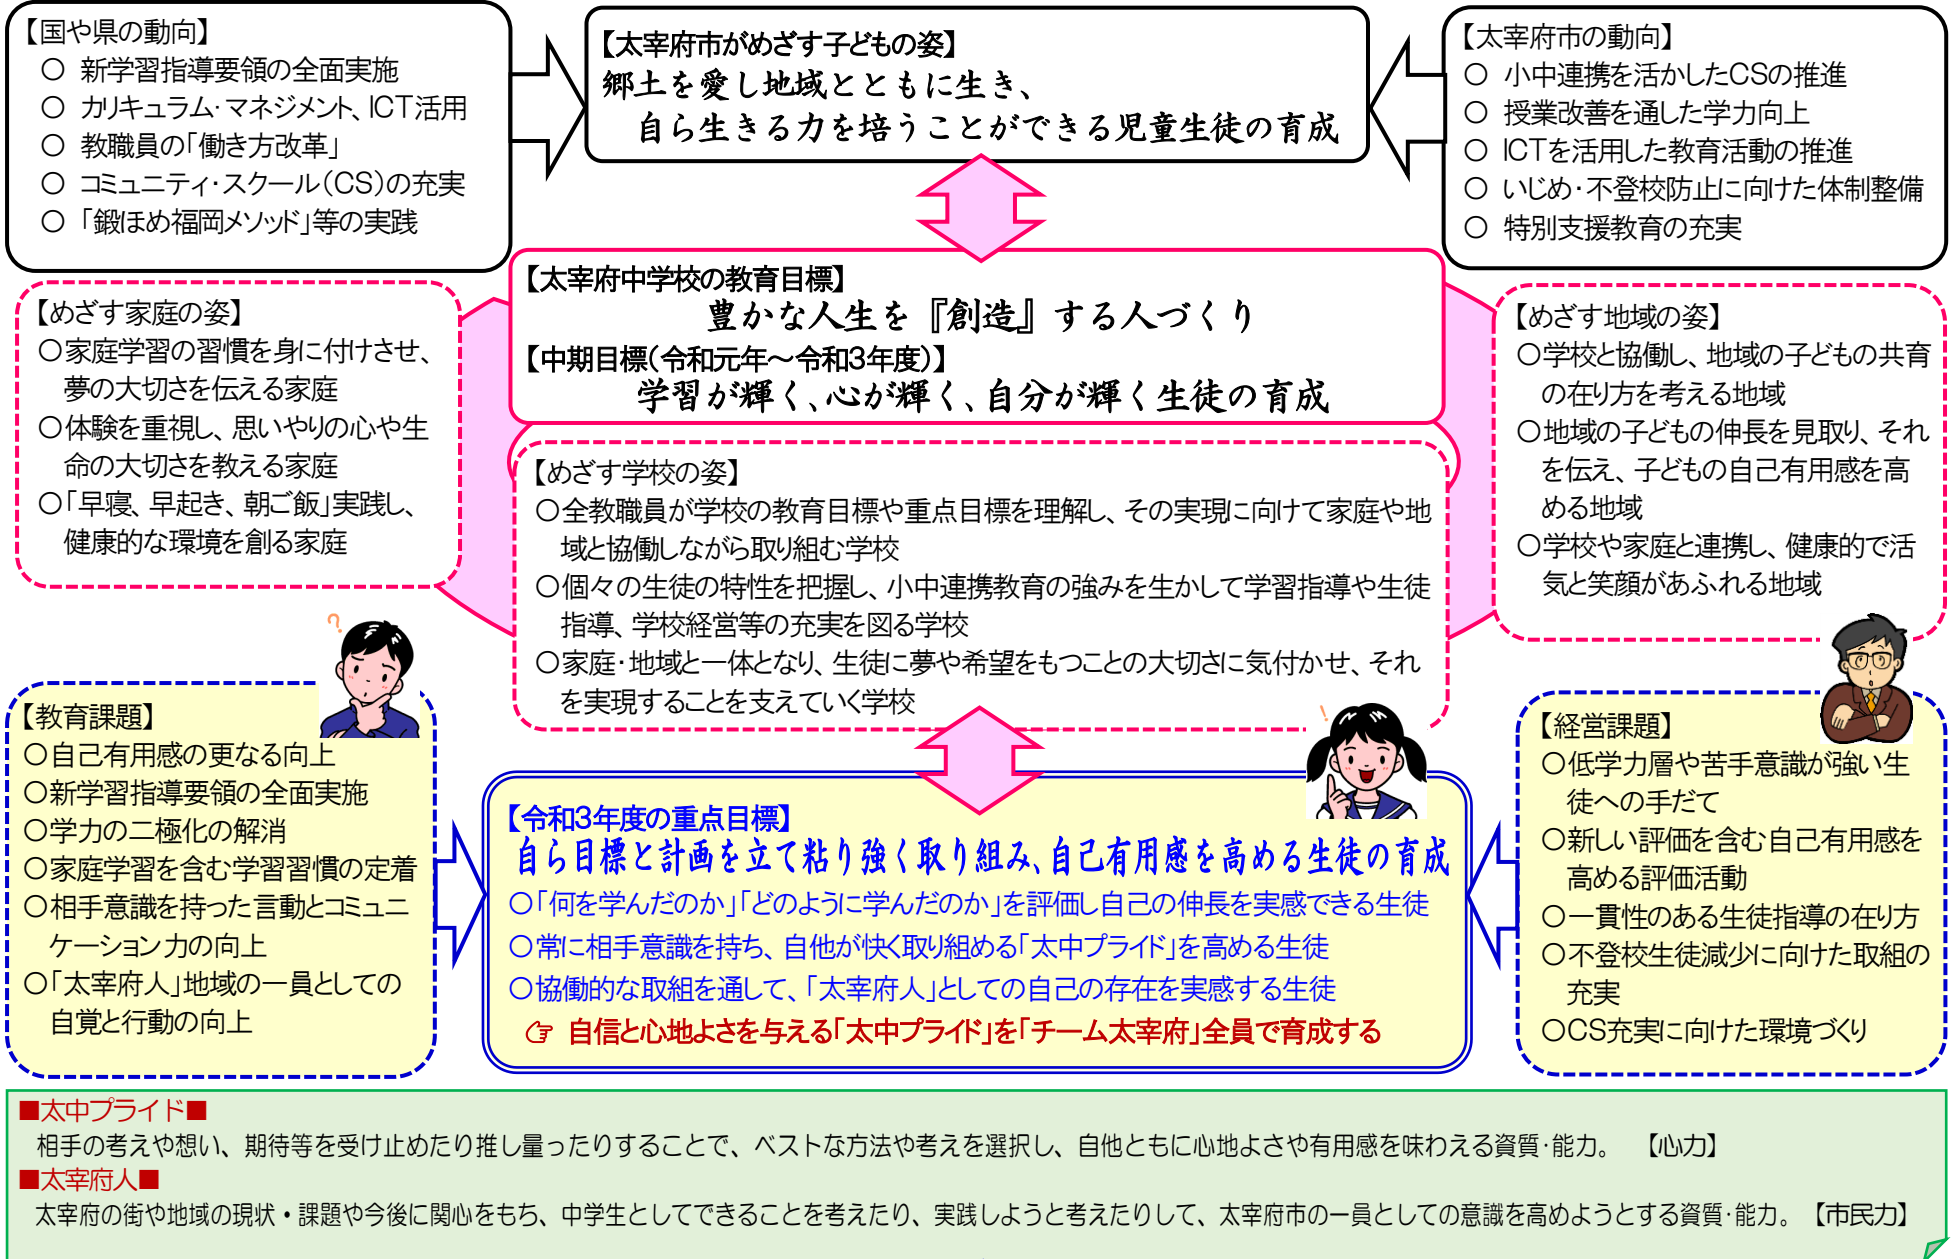 【国や県の動向】
○ 新学習指導要領の全面実施
○ カリキュラム・マネジメント、ICT活用
○ 教職員の「働き方改革」
○ コミュニティ・スクール（CS）の充実
○ 「鍛ほめ福岡メソッド」等の実践
【太宰府市がめざす子どもの姿】
郷土を愛し地域とともに生き、
自ら生きる力を培うことができる児童生徒の育成
【太宰府市の動向】
○ 小中連携を活かしたCSの推進
○ 授業改善を通した学力向上
○ ICTを活用した教育活動の推進
○ いじめ・不登校防止に向けた体制整備
○ 特別支援教育の充実
【太宰府中学校の教育目標】
豊かな人生を『創造』する人づくり
【中期目標（令和元年～令和3年度）】
学習が輝く、心が輝く、自分が輝く生徒の育成
【めざす家庭の姿】
○家庭学習の習慣を身に付けさせ、
夢の大切さを伝える家庭
○体験を重視し、思いやりの心や生
命の大切さを教える家庭
○「早寝、早起き、朝ご飯」実践し、
健康的な環境を創る家庭
【めざす学校の姿】
○全教職員が学校の教育目標や重点目標を理解し、その実現に向けて家庭や地
域と協働しながら取り組む学校
○個々の生徒の特性を把握し、小中連携教育の強みを生かして学習指導や生徒
指導、学校経営等の充実を図る学校
○家庭・地域と一体となり、生徒に夢や希望をもつことの大切さに気付かせ、それ
を実現することを支えていく学校
【めざす地域の姿】
○学校と協働し、地域の子どもの共育
の在り方を考える地域
○地域の子どもの伸長を見取り、それ
を伝え、子どもの自己有用感を高
める地域
○学校や家庭と連携し、健康的で活
気と笑顔があふれる地域
【教育課題】
○自己有用感の更なる向上
○新学習指導要領の全面実施
○学力の二極化の解消
○家庭学習を含む学習習慣の定着
○相手意識を持った言動とコミュニ
ケーション力の向上
○「太宰府人」地域の一員としての
自覚と行動の向上
【令和3年度の重点目標】
自ら目標と計画を立て粘り強く取り組み、自己有用感を高める生徒の育成
○「何を学んだのか」「どのように学んだのか」を評価し自己の伸長を実感できる生徒
○常に相手意識を持ち、自他が快く取り組める「太中プライド」を高める生徒
○協働的な取組を通して、「太宰府人」としての自己の存在を実感する生徒
☞ 自信と心地よさを与える「太中プライド」を「チーム太宰府」全員で育成する
【経営課題】
○低学力層や苦手意識が強い生
徒への手だて
○新しい評価を含む自己有用感を
高める評価活動
○一貫性のある生徒指導の在り方
○不登校生徒減少に向けた取組の
充実
○CS充実に向けた環境づくり
■太中プライド■
相手の考えや想い、期待等を受け止めたり推し量ったりすることで、ベストな方法や考えを選択し、自他ともに心地よさや有用感を味わえる資質・能力。 【心力】
■太宰府人■
太宰府の街や地域の現状・課題や今後に関心をもち、中学生としてできることを考えたり、実践しようと考えたりして、太宰府市の一員としての意識を高めようとする資質・能力。【市民力】